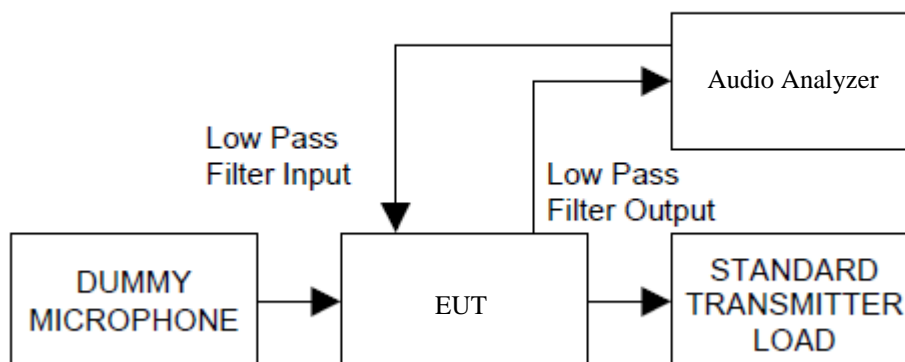 Audio Analyzer
Low Pass
Filter Input
Low Pass
Filter Output
DUMMY
MICROPHONE
EUT
STANDARD
TRANSMITTER
LOAD